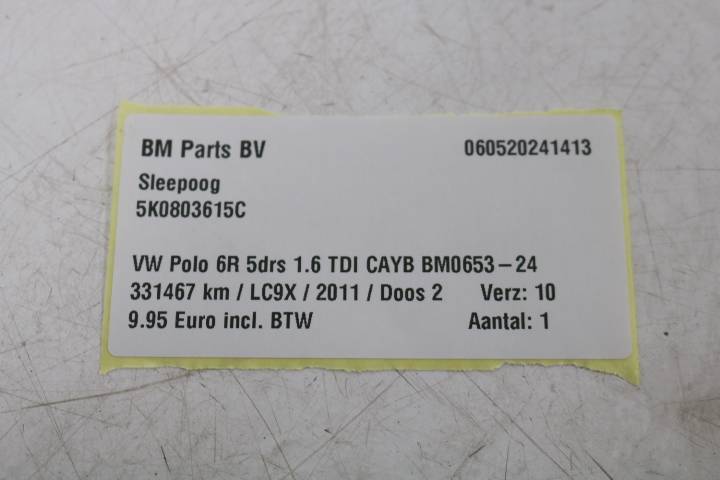 BM Parts BV 060520241413
Sleepoog
5K0803615C
VW Polo 6R 5drs 1.6 TDI CAYB BM0653-24
331467 km / LC9X / 2011 / Doos 2 Verz: 10
9.95 Euro incl. BTW Aantal: 1